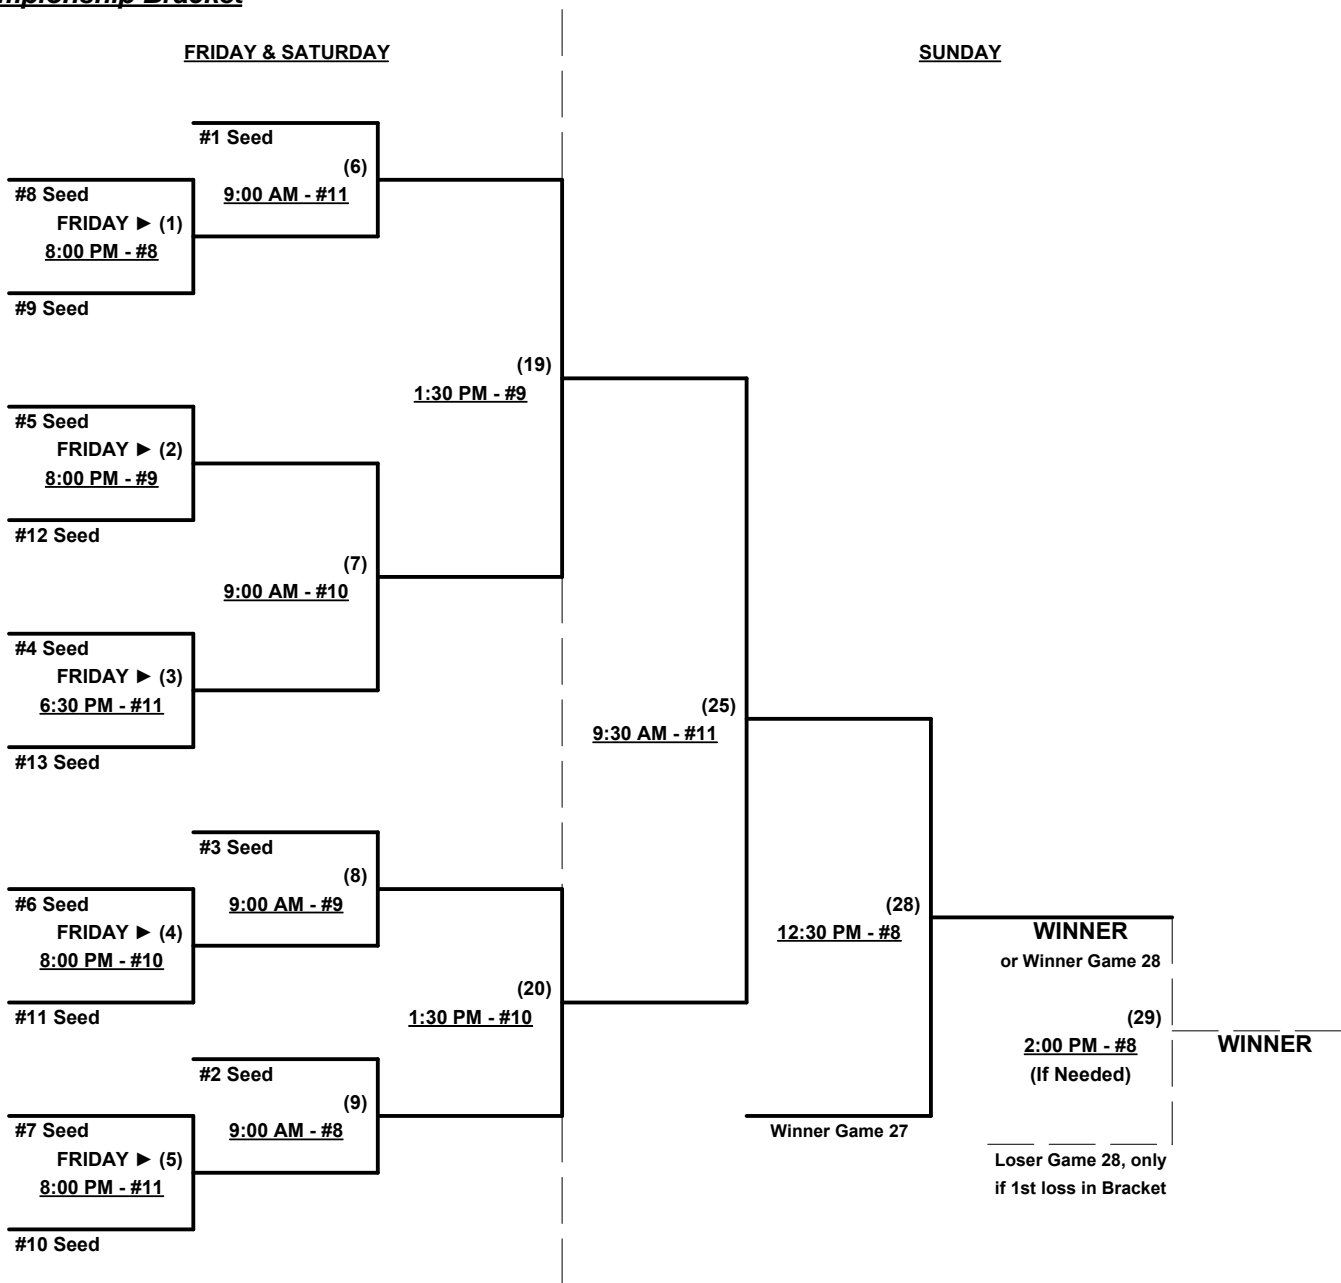 FRIDAY & SATURDAY
SUNDAY
#1 Seed
(6)
9:00 AM - #11
#8 Seed
FRIDAY ► (1)
8:00 PM - #8
#9 Seed
(19)
1:30 PM - #9
#5 Seed
FRIDAY ► (2)
8:00 PM - #9
#12 Seed
(7)
9:00 AM - #10
#4 Seed
FRIDAY ► (3)
6:30 PM - #11
#13 Seed
(25)
9:30 AM - #11
#3 Seed
(8)
9:00 AM - #9
#6 Seed
FRIDAY ► (4)
8:00 PM - #10
#11 Seed
(28)
12:30 PM - #8
WINNER
or Winner Game 28
(20)
1:30 PM - #10
(29)
2:00 PM - #8
(If Needed)
WINNER
#2 Seed
(9)
9:00 AM - #8
#7 Seed
FRIDAY ► (5)
8:00 PM - #11
#10 Seed
Winner Game 27
Loser Game 28, only
if 1st loss in Bracket